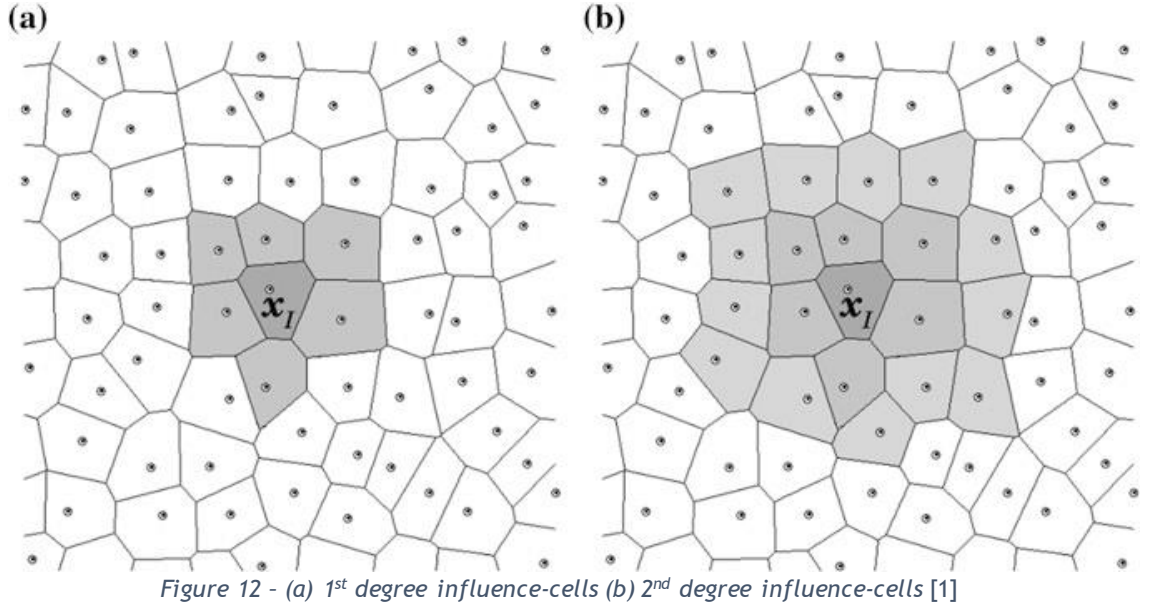 (a) (b)
x_I x_I
Figure 12 – (a) 1st degree influence-cells (b) 2nd degree influence-cells [1]